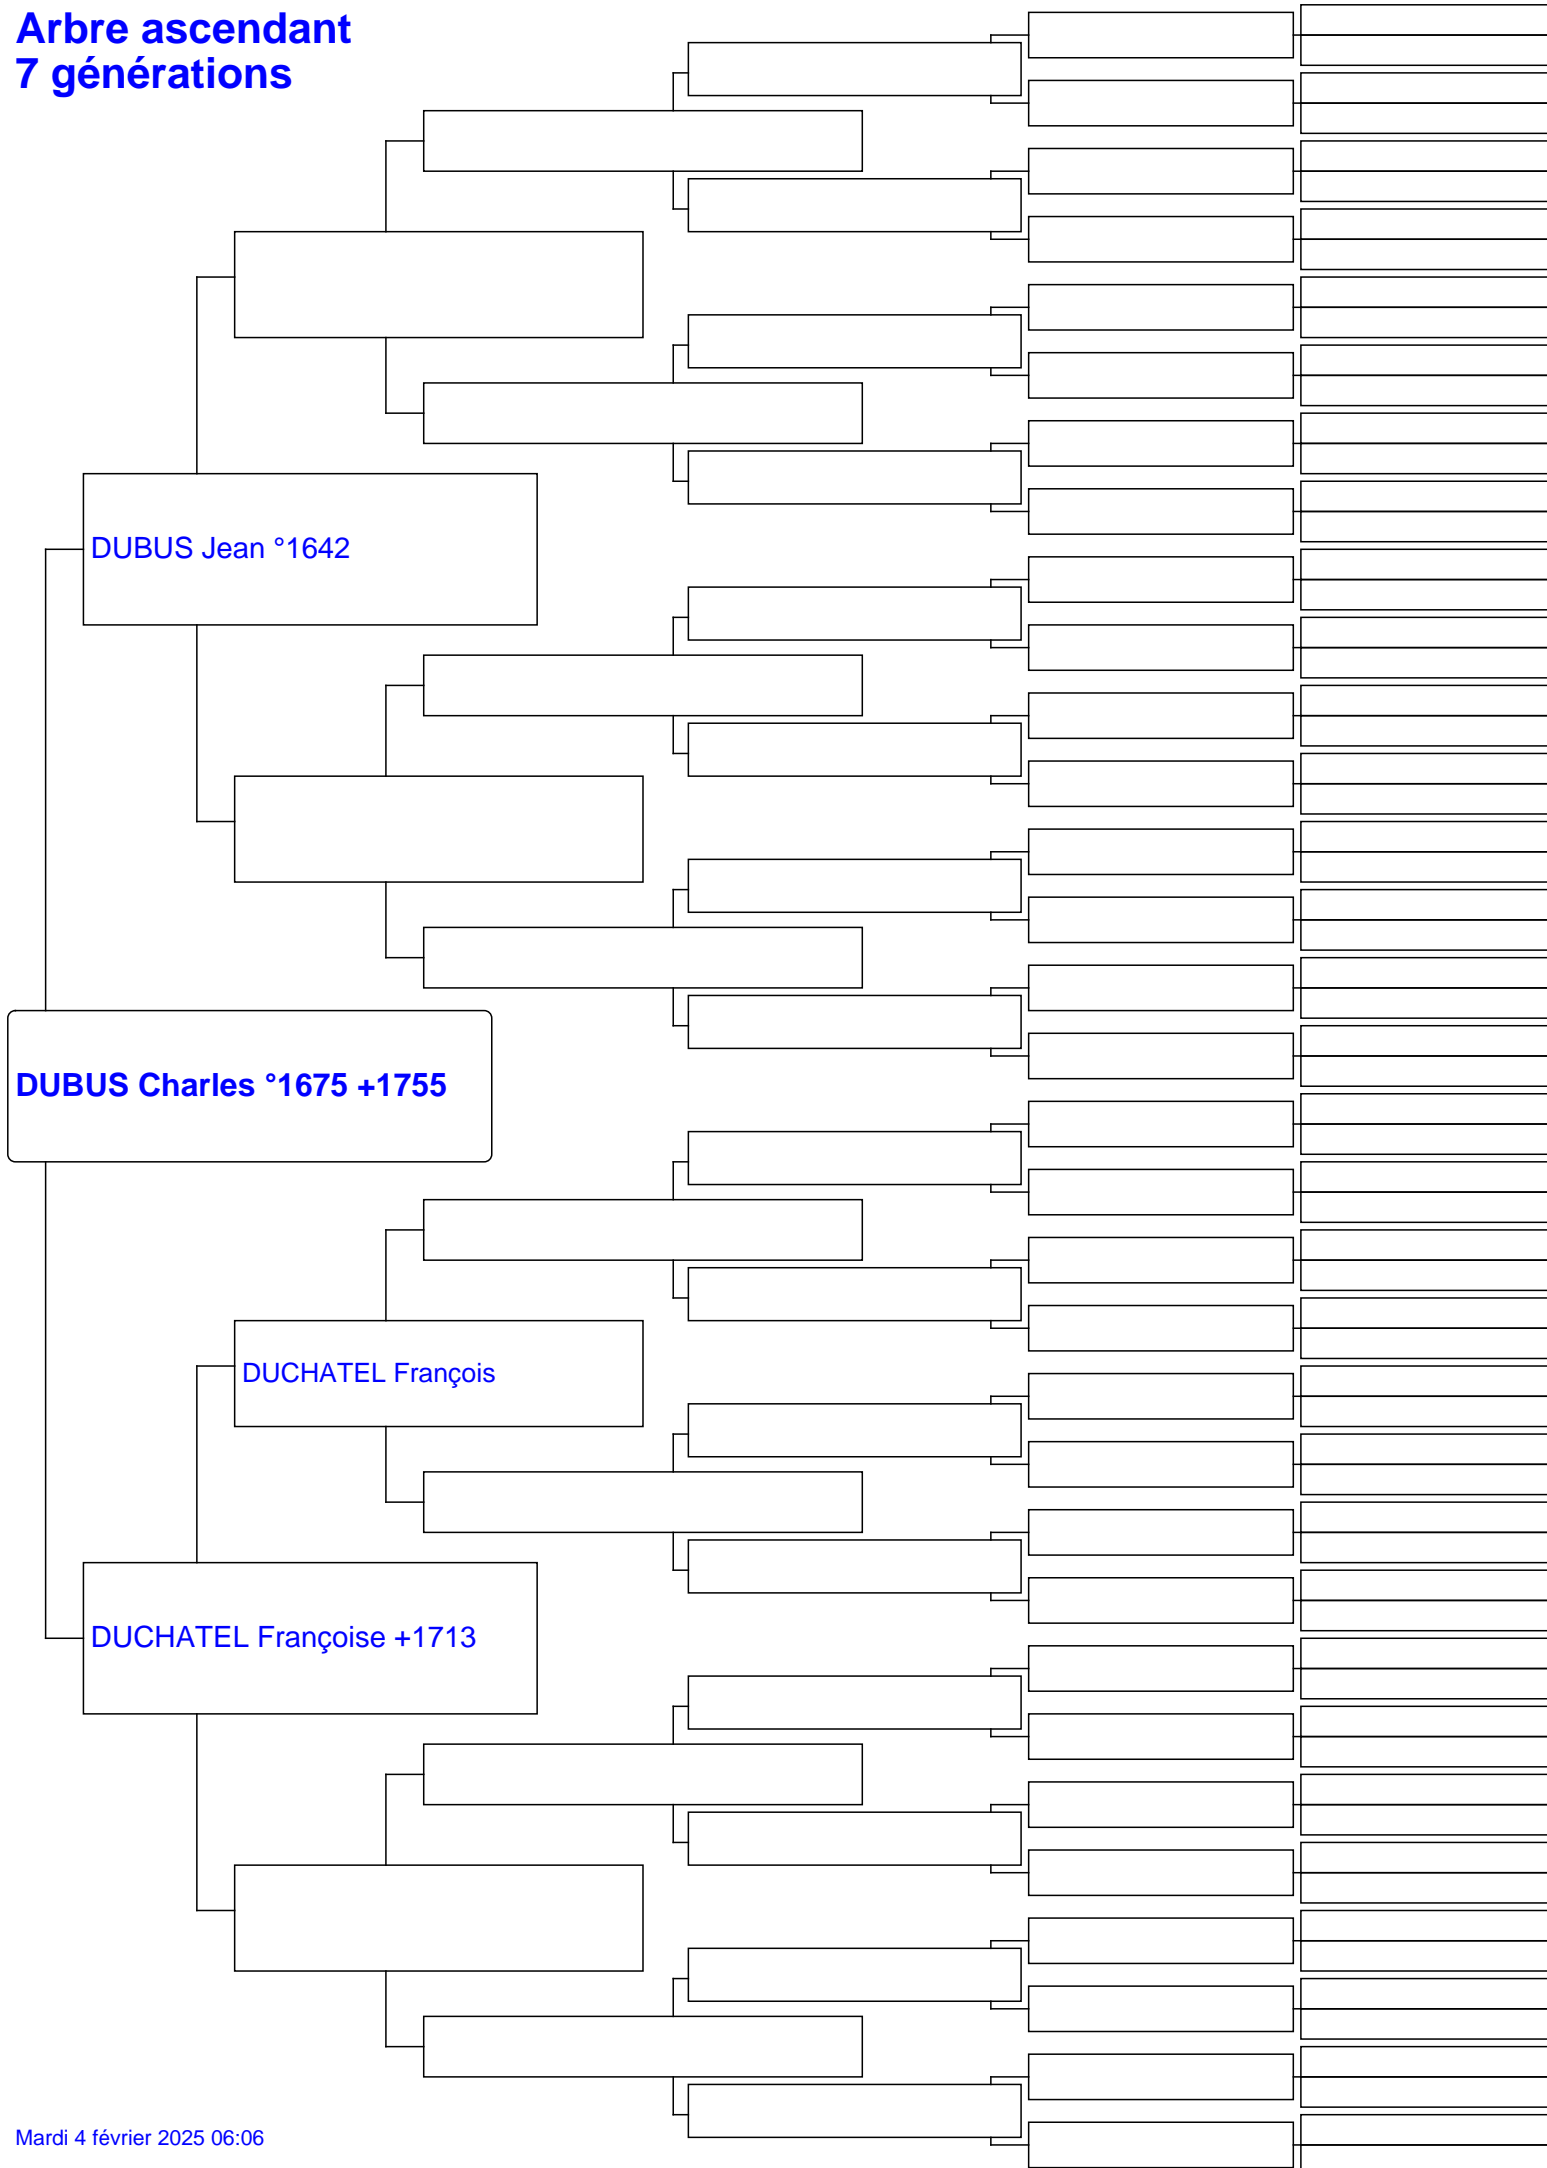 Arbre ascendant
7 générations
DUBUS Jean °1642
DUBUS Charles °1675 +1755
DUCHATEL François
DUCHATEL Françoise +1713
Mardi 4 février 2025 06:06